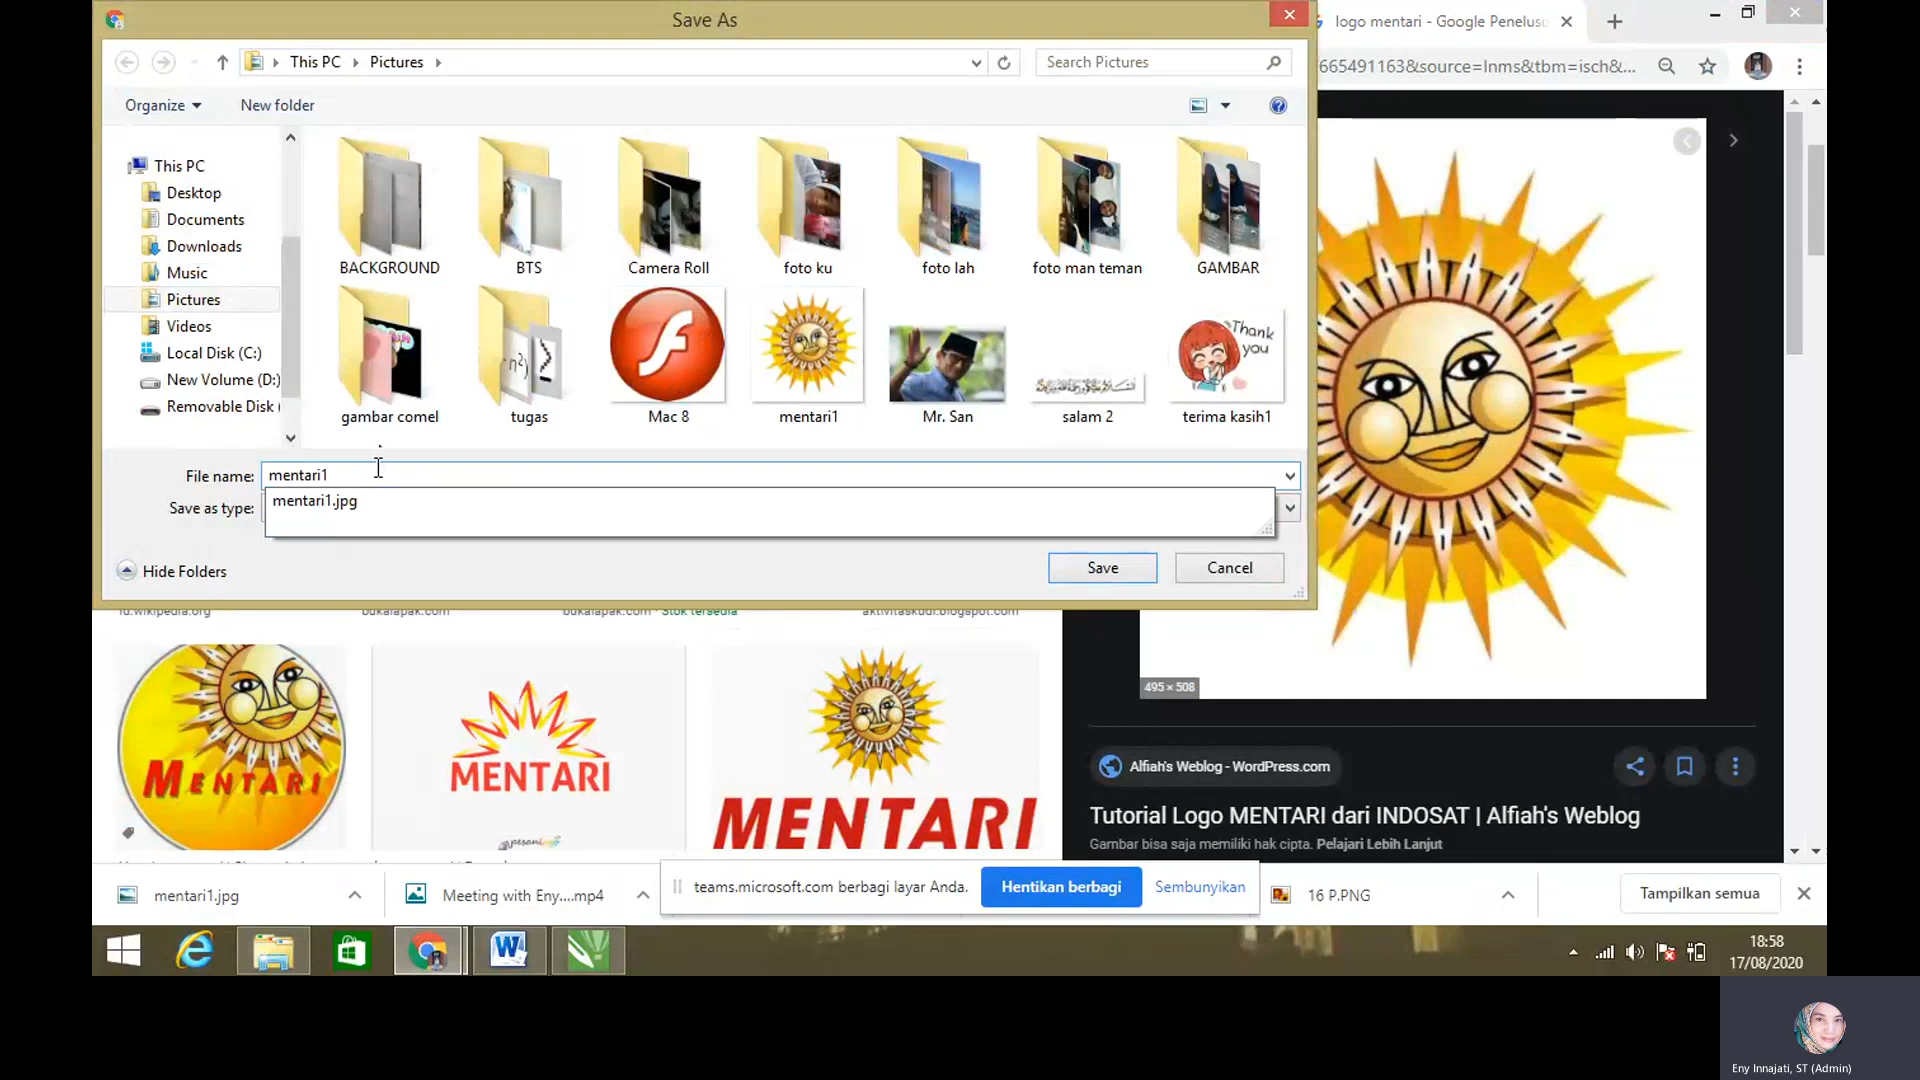 Save As
logo mentari - Google Penelus
This PC
Pictures
Search Pictures
665491163&source=lnms&tbm=isch&...
Organize
New folder
This PC
Desktop
Documents
Downloads
Music
Pictures
Videos
Local Disk (C:)
New Volume (D:)
Removable Disk (
BACKGROUND
BTS
Camera Roll
foto ku
foto lah
foto man teman
GAMBAR
Thank
you
gambar comel
tugas
Mac 8
mentari1
Mr. San
salam 2
terima kasih1
File name: mentari1
mentari1.jpg
Save as type:
Hide Folders
Save
Cancel
id.wikipedia.org
bukalapak.com
bukalapak.com · Stok tersedia
aktivitaskudi.blogspot.com
MENTARI
MENTARI
MENTARI
495 × 508
Alfiah's Weblog - WordPress.com
Tutorial Logo MENTARI dari INDOSAT | Alfiah's Weblog
Gambar bisa saja memiliki hak cipta. Pelajari Lebih Lanjut
mentari1.jpg
Meeting with Eny....mp4
teams.microsoft.com berbagi layar Anda.
Hentikan berbagi
Sembunyikan
16 P.PNG
Tampilkan semua
18:58
17/08/2020
Eny Innajati, ST (Admin)